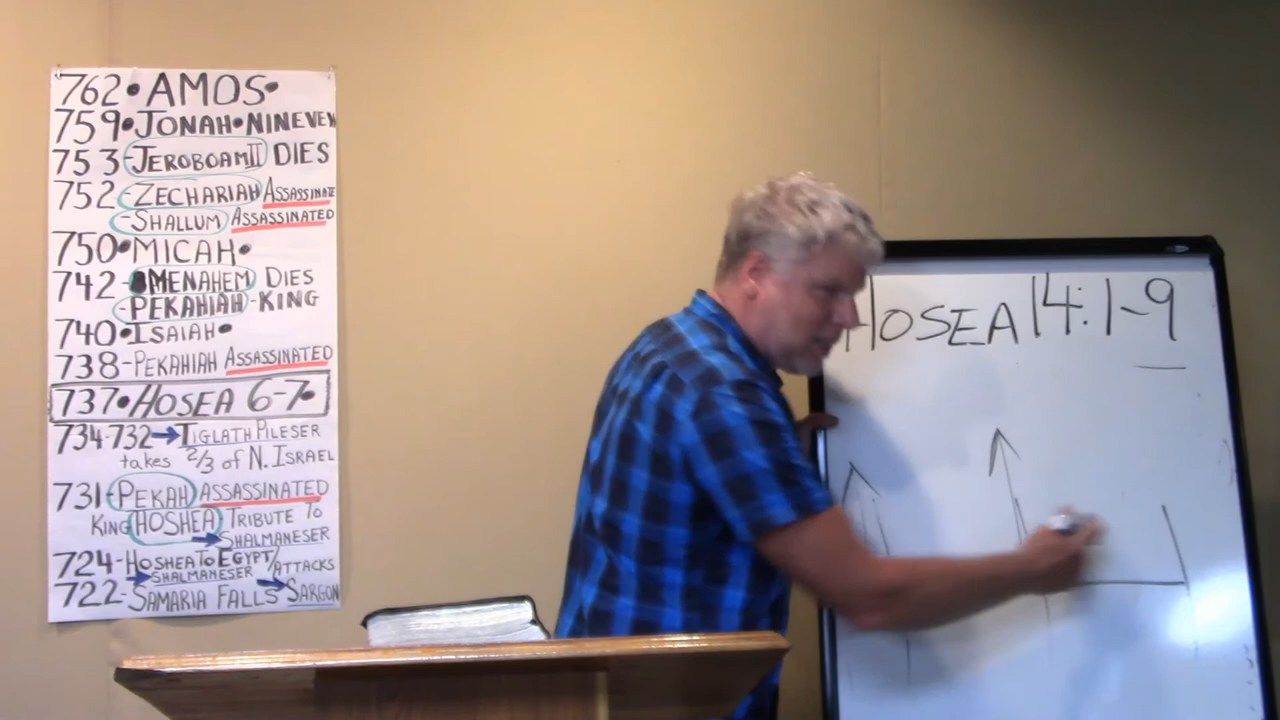 762•AMOS•
759•JONAH•NINEVEH
753-JEROBOAM II DIES
752-ZECHARIAH ASSASSINATE
-SHALLUM ASSASSINATED
750•MICAH•
742-MENAHEM DIES
-PEKAHIAH-KING
740•ISAIAH•
738-PEKAHIAH ASSASSINATED
737•HOSEA 6-7•
734-732→TIGLATH PILESER
takes 2/3 of N. ISRAEL
731-PEKAH ASSASSINATED
KING HOSHEA TRIBUTE TO
→SHALMANESER
724-HOSHEA TO EGYPT/
→SHALMANESER ATTACKS
722-SAMARIA FALLS→SARGON
HOSEA 14:1-9